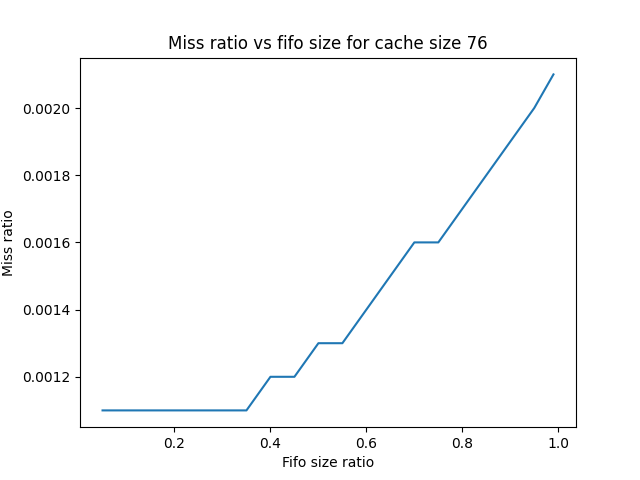 Miss ratio vs fifo size for cache size 76
0.0020
0.0018
0.0016
0.0014
0.0012
Miss ratio
0.2 0.4 0.6 0.8 1.0
Fifo size ratio